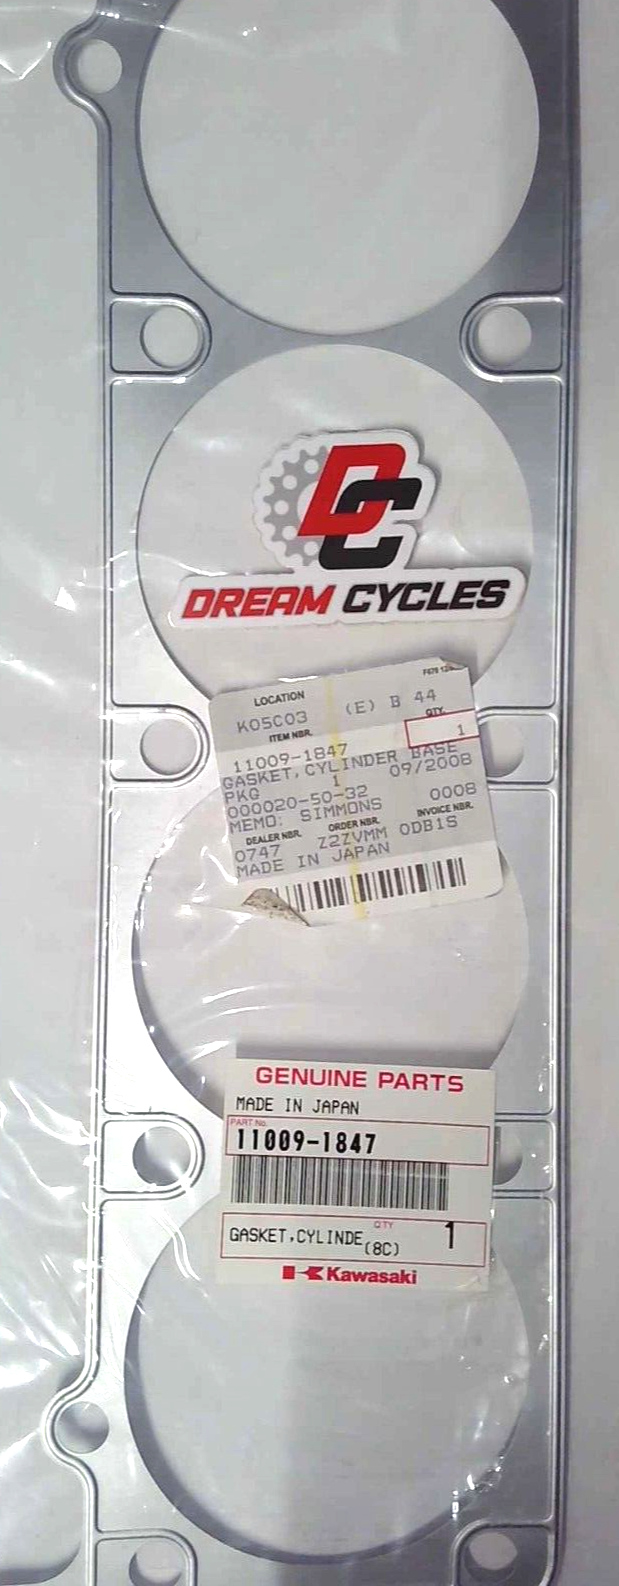 DC
DREAM CYCLES
LOCATION
K05C03 (E) B 44
ITEM NBR. QTY.
11009-1847 1
GASKET,CYLINDER BASE
PKG 1 09/2008
000020-50-32
MEMO: SIMMONS 0008
DEALER NBR. ORDER NBR. INVOICE NBR.
0747 Z2ZVMM 0DB1S
MADE IN JAPAN
GENUINE PARTS
MADE IN JAPAN
PART No.
11009-1847
QTY
GASKET,CYLINDE(8C) 1
Kawasaki